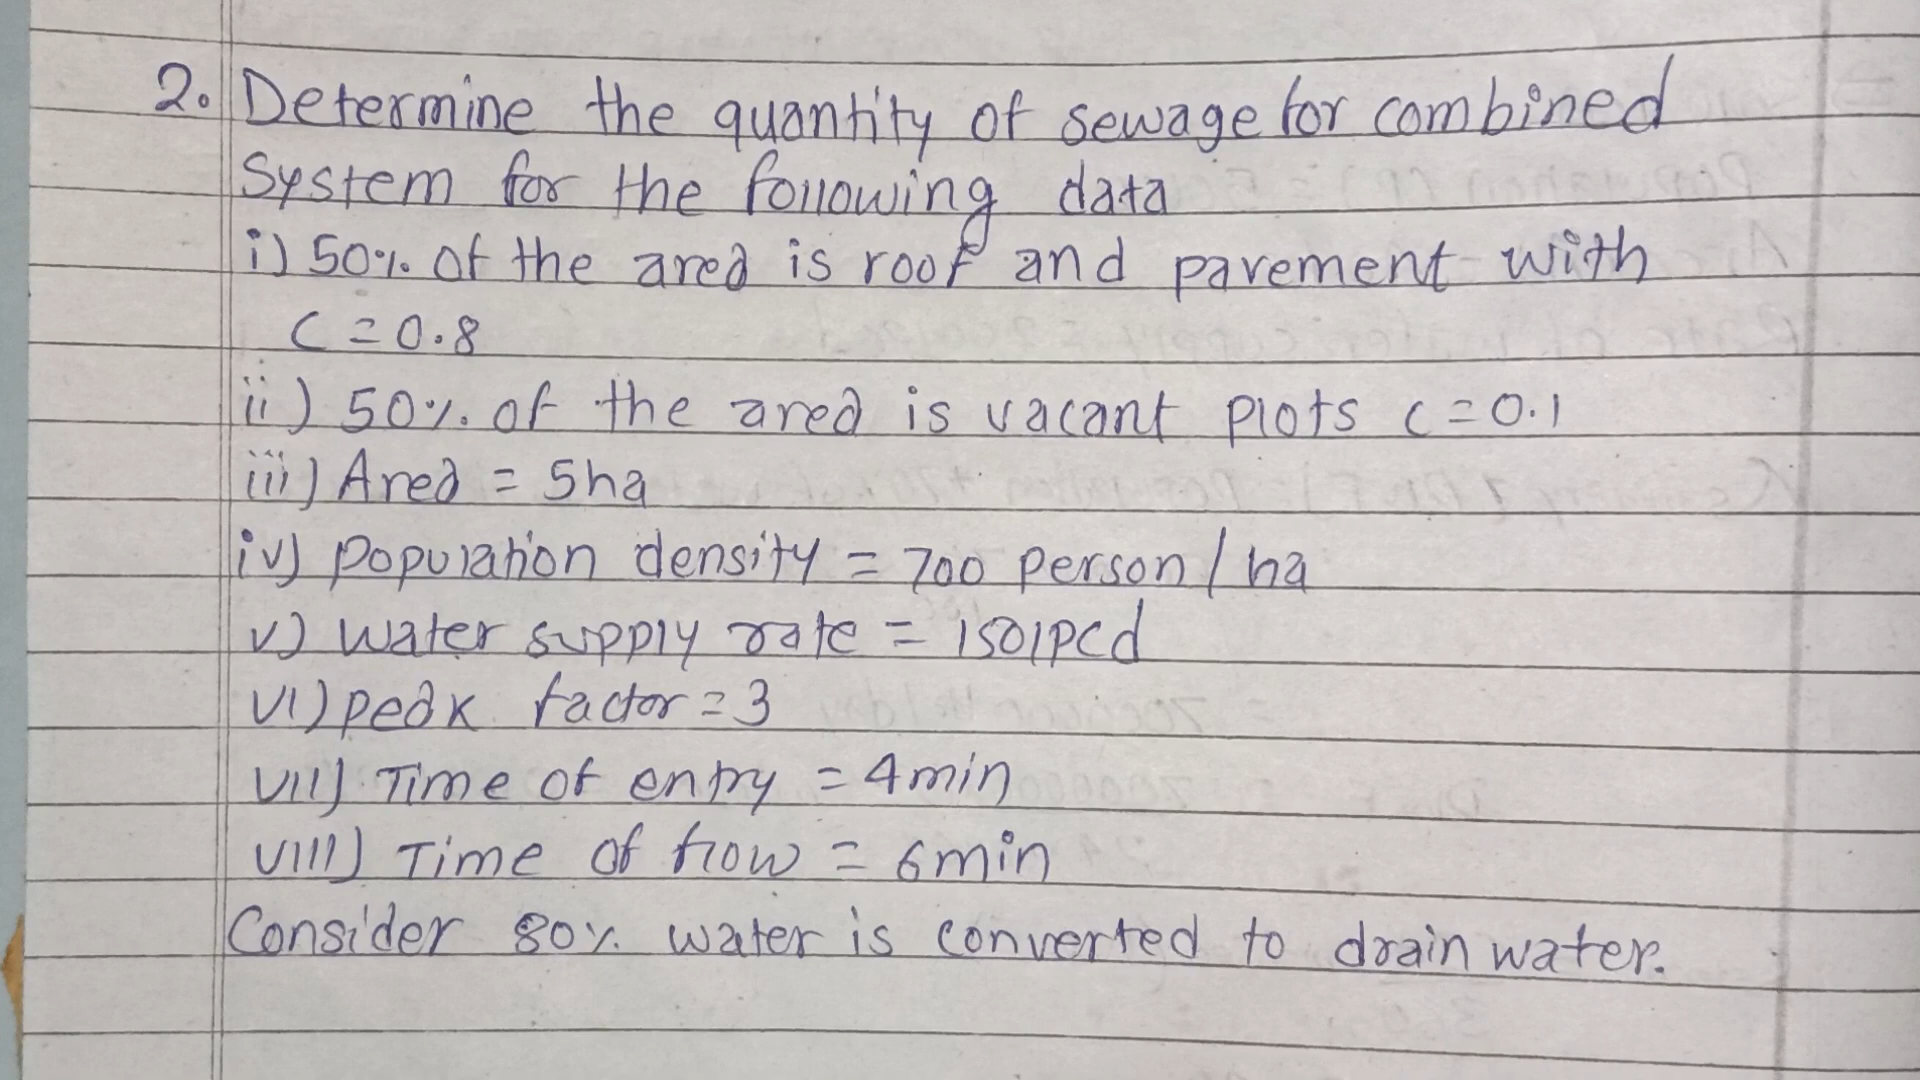 2. Determine the quantity of sewage for combined
System for the following data
i) 50% of the area is roof and pavement with
C = 0.8
ii) 50% of the area is vacant plots c = 0.1
iii) Area = 5ha
iv) population density = 700 person / ha
v) water supply rate = 150lpcd
vi) peak factor = 3
vii) Time of entry = 4min
viii) Time of flow = 6min
Consider 80% water is converted to drain water.